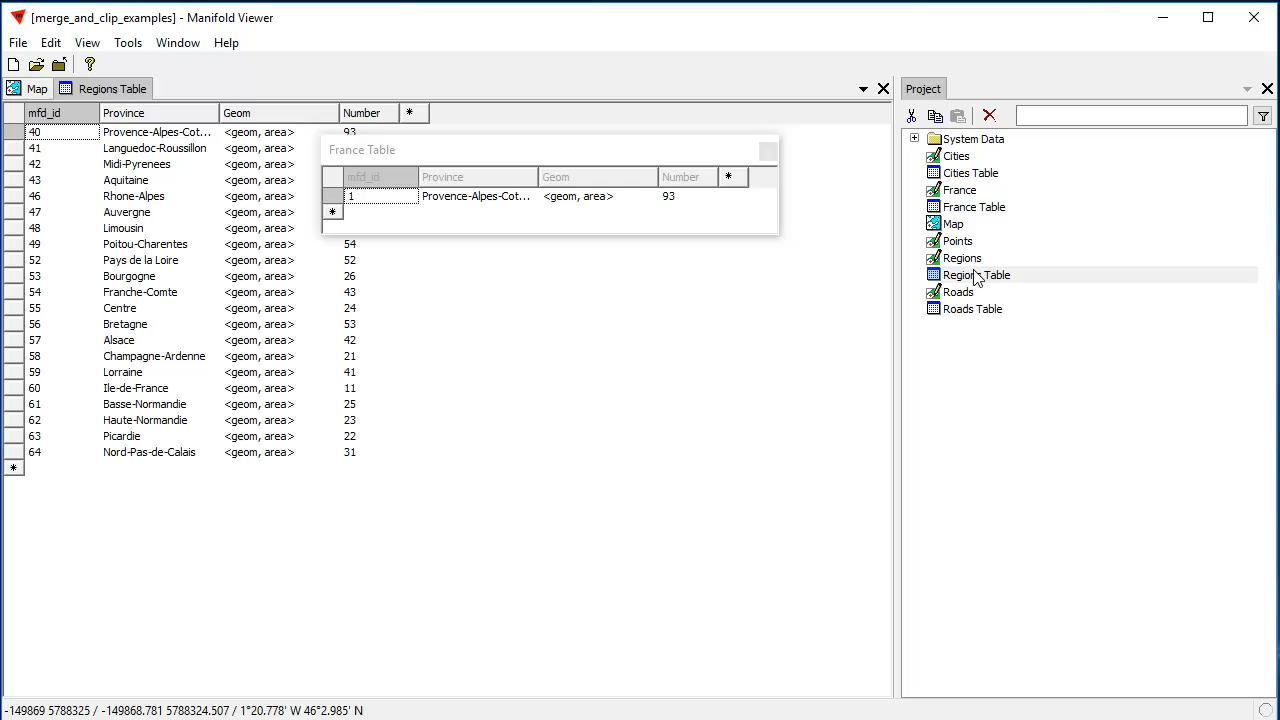 [merge_and_clip_examples] - Manifold Viewer
File Edit View Tools Window Help
Map Regions Table
mfd_id Province Geom Number *
40 Provence-Alpes-Cot... <geom, area> 93
41 Languedoc-Roussillon <geom, area>
42 Midi-Pyrenees <geom, area>
43 Aquitaine <geom, area>
46 Rhone-Alpes <geom, area>
47 Auvergne <geom, area>
48 Limousin <geom, area>
49 Poitou-Charentes <geom, area> 54
52 Pays de la Loire <geom, area> 52
53 Bourgogne <geom, area> 26
54 Franche-Comte <geom, area> 43
55 Centre <geom, area> 24
56 Bretagne <geom, area> 53
57 Alsace <geom, area> 42
58 Champagne-Ardenne <geom, area> 21
59 Lorraine <geom, area> 41
60 Ile-de-France <geom, area> 11
61 Basse-Normandie <geom, area> 25
62 Haute-Normandie <geom, area> 23
63 Picardie <geom, area> 22
64 Nord-Pas-de-Calais <geom, area> 31
*
France Table
mfd_id Province Geom Number *
1 Provence-Alpes-Cot... <geom, area> 93
*
Project
System Data
Cities
Cities Table
France
France Table
Map
Points
Regions
Regions Table
Roads
Roads Table
-149869 5788325 / -149868.781 5788324.507 / 1°20.778' W 46°2.985' N